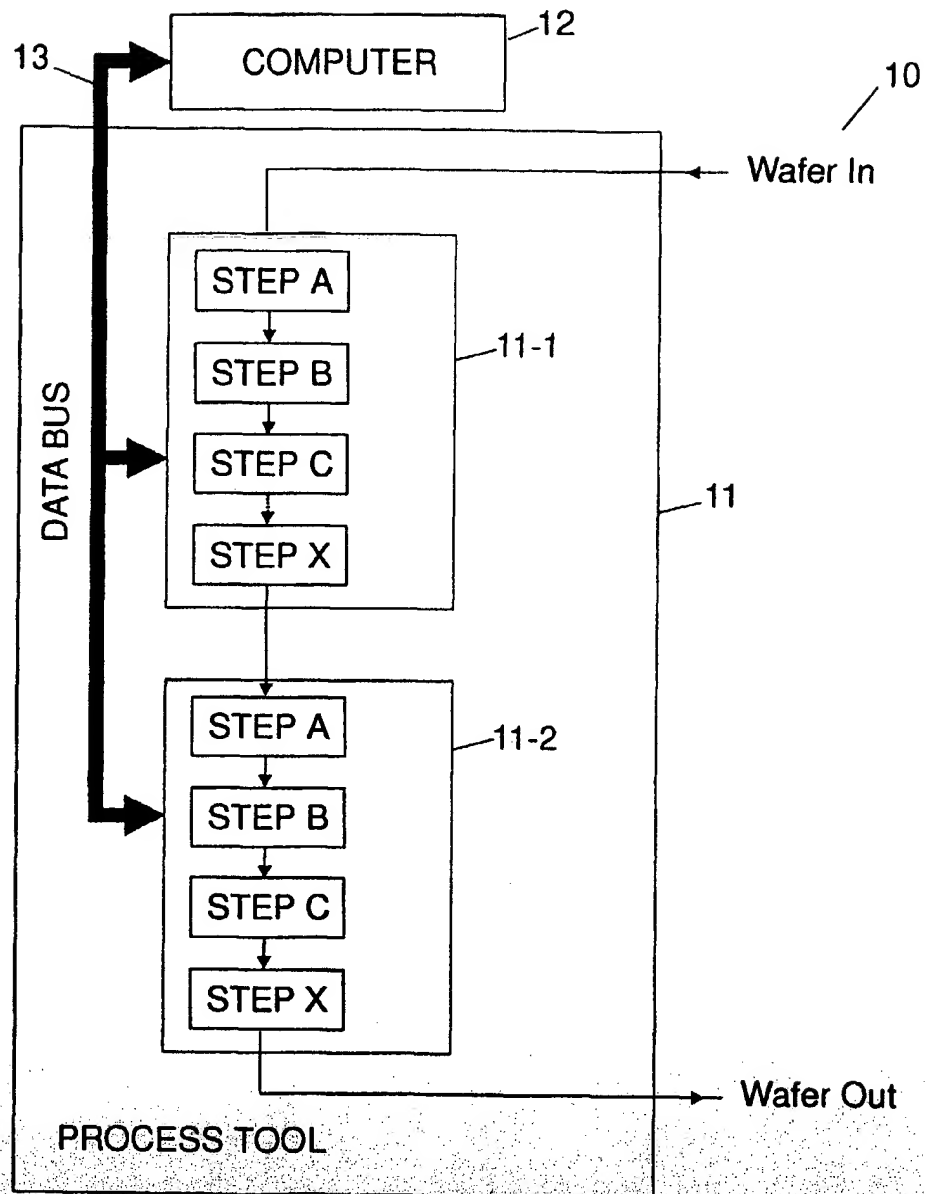 12
13
COMPUTER
10
Wafer In
STEP A
11-1
STEP B
DATA BUS
STEP C
11
STEP X
STEP A
11-2
STEP B
STEP C
STEP X
Wafer Out
PROCESS TOOL